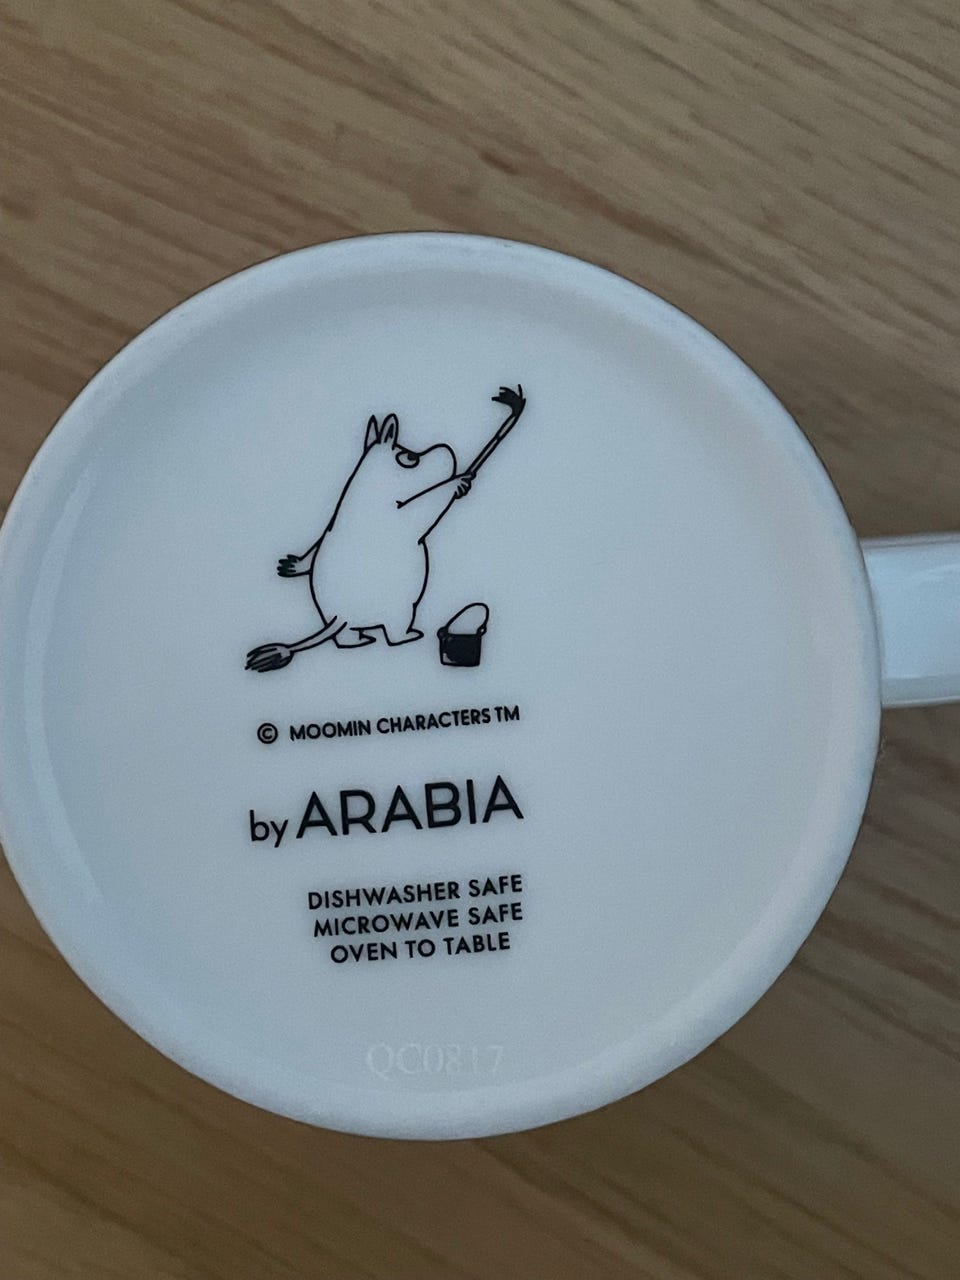 © MOOMIN CHARACTERS TM
by ARABIA
DISHWASHER SAFE
MICROWAVE SAFE
OVEN TO TABLE
QC0817